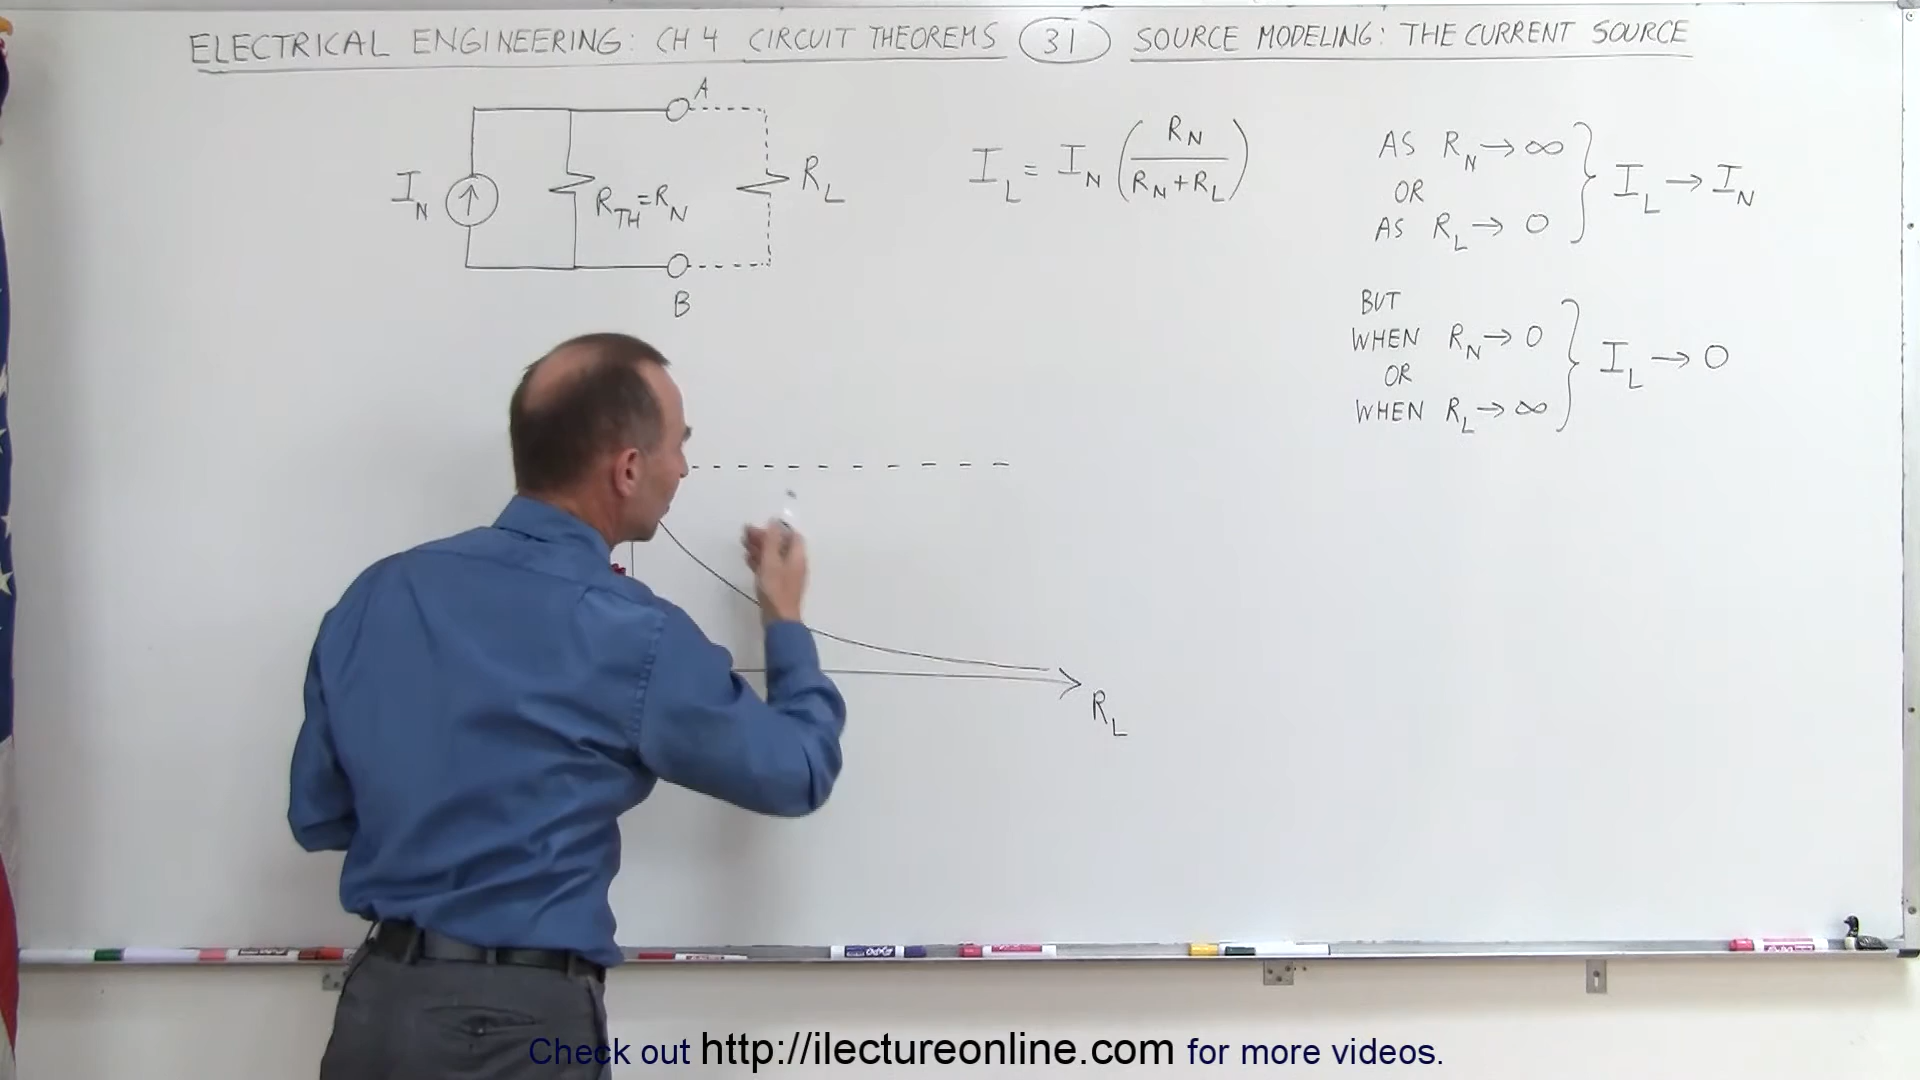 ELECTRICAL ENGINEERING: CH 4 CIRCUIT THEOREMS 31 SOURCE MODELING: THE CURRENT SOURCE
A
I_N
R_TH = R_N
R_L
B
I_L = I_N (R_N / (R_N + R_L))
AS R_N → ∞
OR
AS R_L → 0
} I_L → I_N
BUT
WHEN R_N → 0
OR
WHEN R_L → ∞
} I_L → 0
R_L
EXPO
Check out http://ilectureonline.com for more videos.